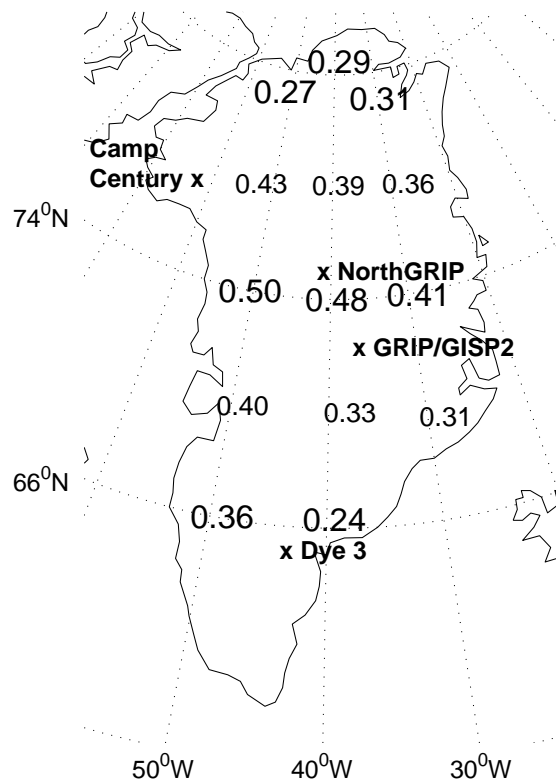 0.29
0.27
0.31
Camp
Century x
0.43
0.39
0.36
74⁰N
x NorthGRIP
0.50
0.48
0.41
x GRIP/GISP2
0.40
0.33
0.31
66⁰N
0.36
0.24
x Dye 3
50⁰W
40⁰W
30⁰W